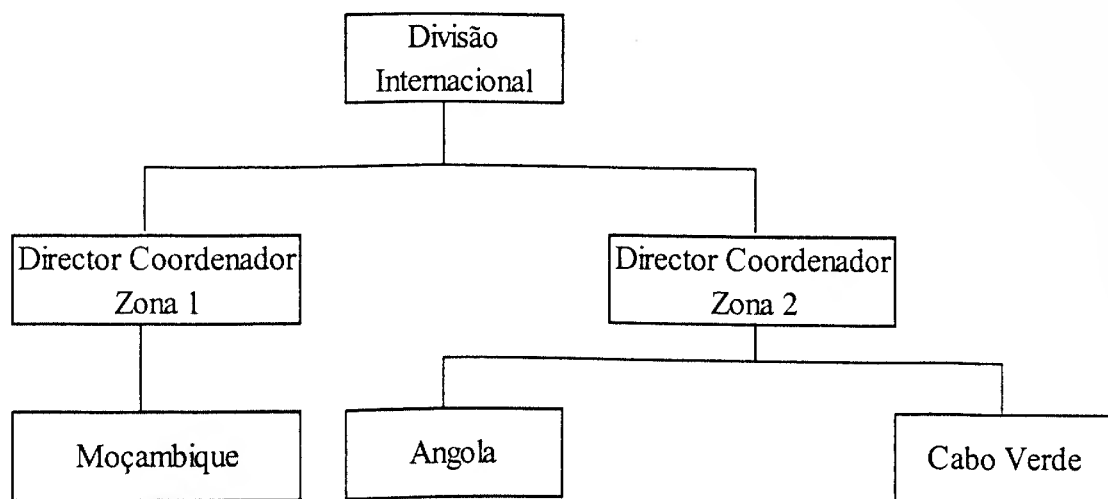 Divisão
Internacional
Director Coordenador
Zona 1
Director Coordenador
Zona 2
Moçambique
Angola
Cabo Verde